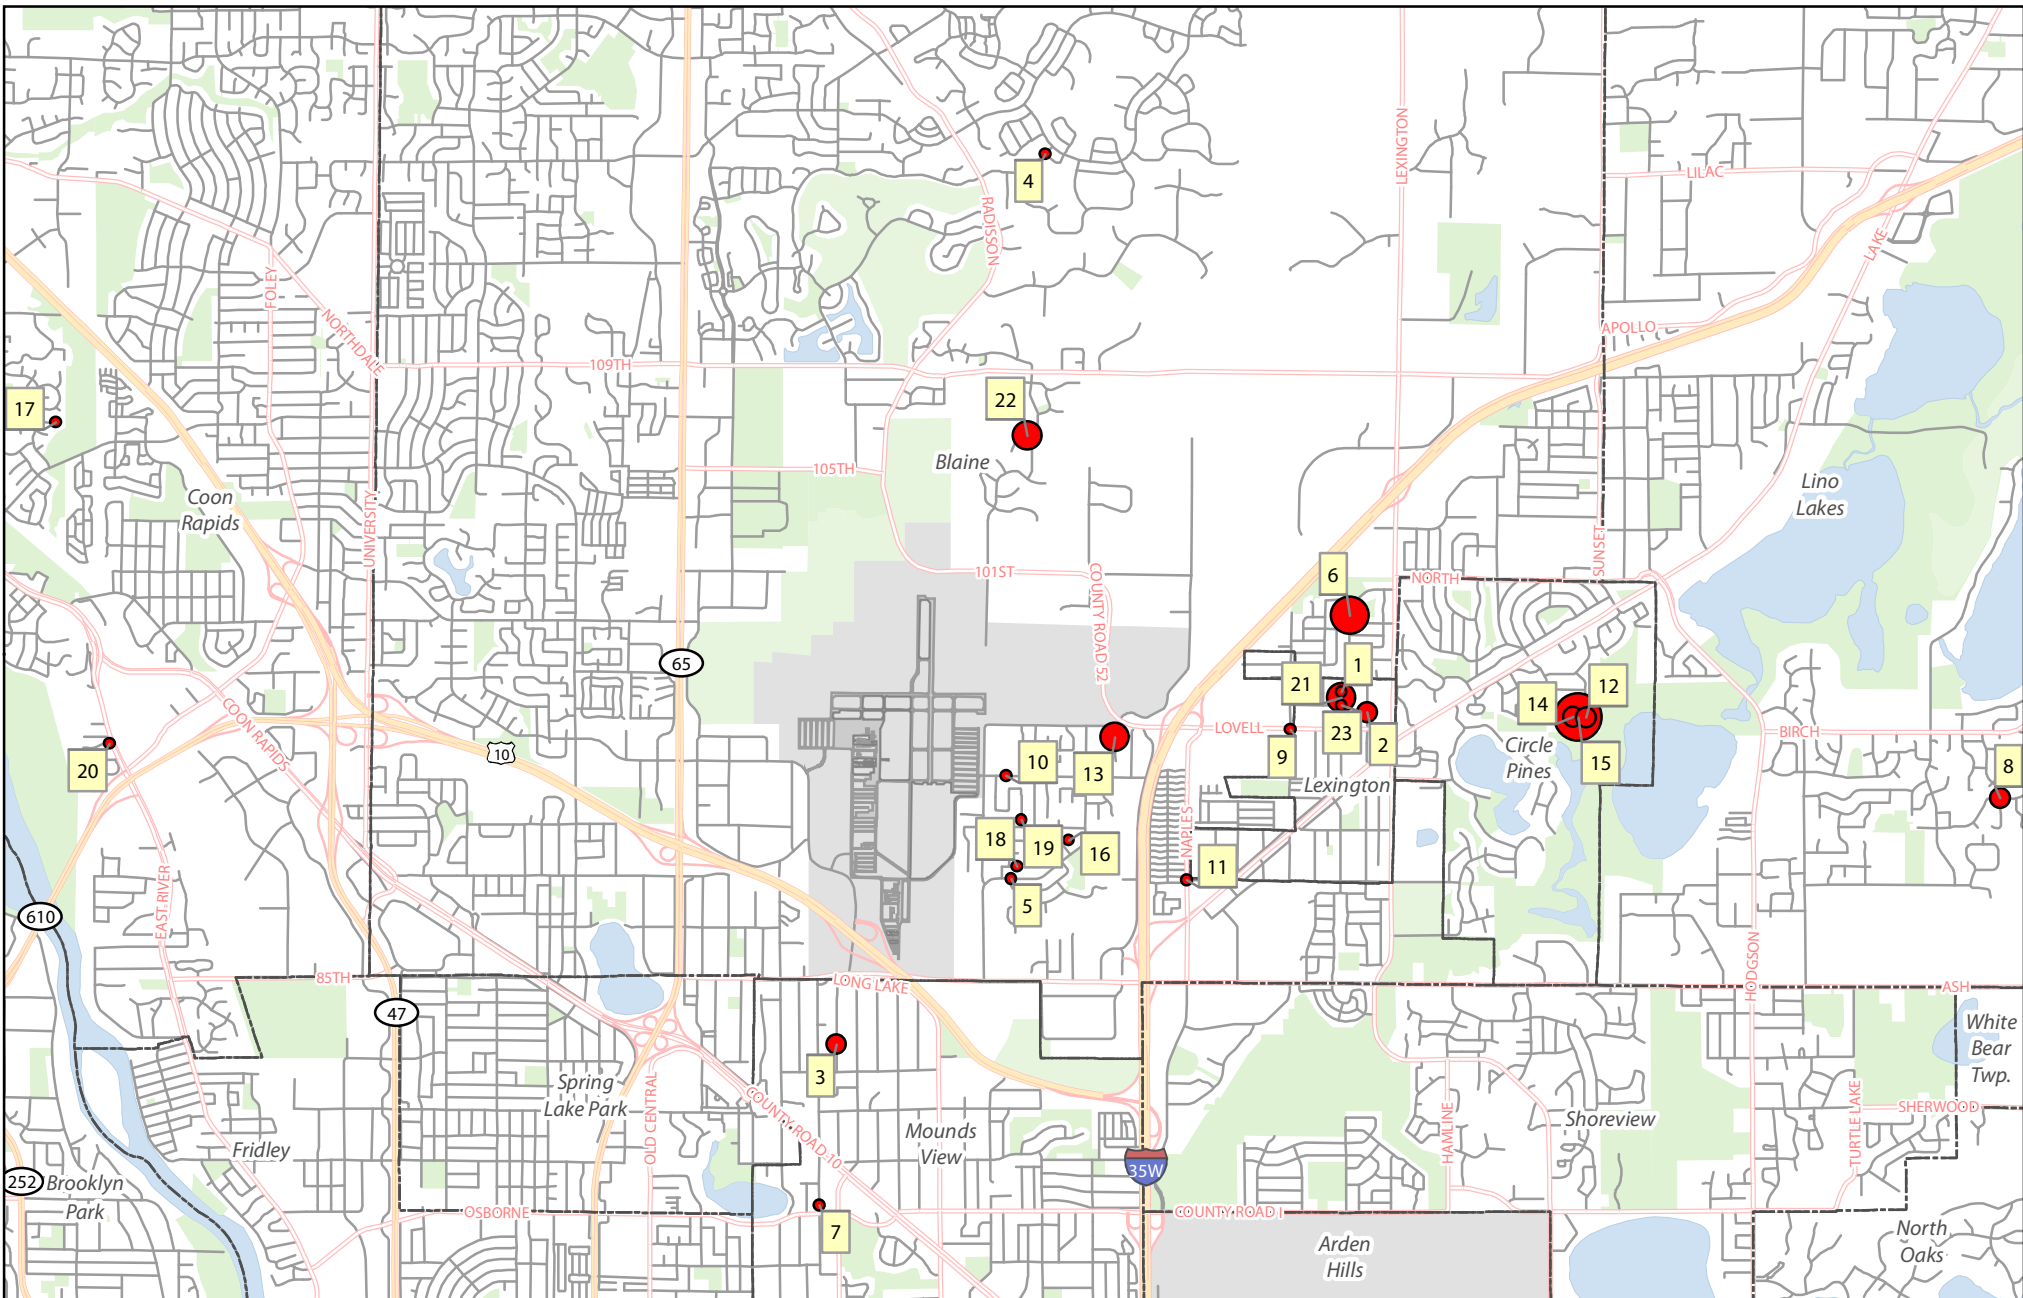 LEXINGTON
4
LILAC
RADISSON
LAKE
FOLEY
NORTHDALE
APOLLO
109TH
17
22
Blaine
105TH
Coon
Rapids
Lino
Lakes
UNIVERSITY
SUNSET
101ST
COUNTY ROAD 52
6
NORTH
65
1
21
12
14
COON RAPIDS
LOVELL
23
2
9
BIRCH
10
20
10
13
Circle
Pines
15
8
Lexington
NAPLES
18
19
16
11
5
EAST RIVER
610
HODGSON
85TH
LONG LAKE
ASH
47
White
Bear
Twp.
3
Spring
Lake Park
OLD CENTRAL
COUNTY ROAD 10
Mounds
View
HAMLINE
Shoreview
TURTLE LAKE
SHERWOOD
Fridley
35W
252
Brooklyn
Park
OSBORNE
7
COUNTY ROAD I
Arden
Hills
North
Oaks